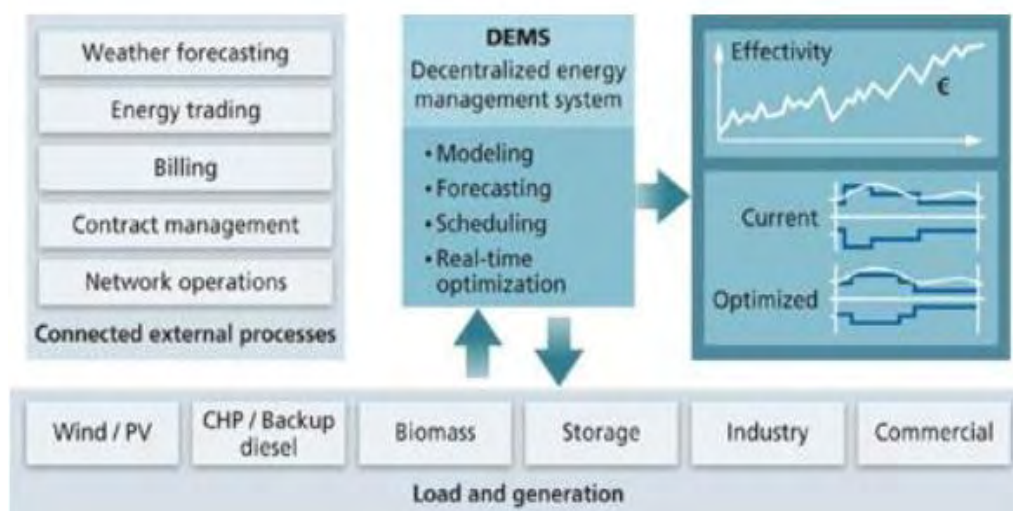 Weather forecasting
Energy trading
Billing
Contract management
Network operations
Connected external processes
DEMS
Decentralized energy
management system
• Modeling
• Forecasting
• Scheduling
• Real-time
optimization
Effectivity
€
Current
Optimized
Wind / PV
CHP / Backup
diesel
Biomass
Storage
Industry
Commercial
Load and generation